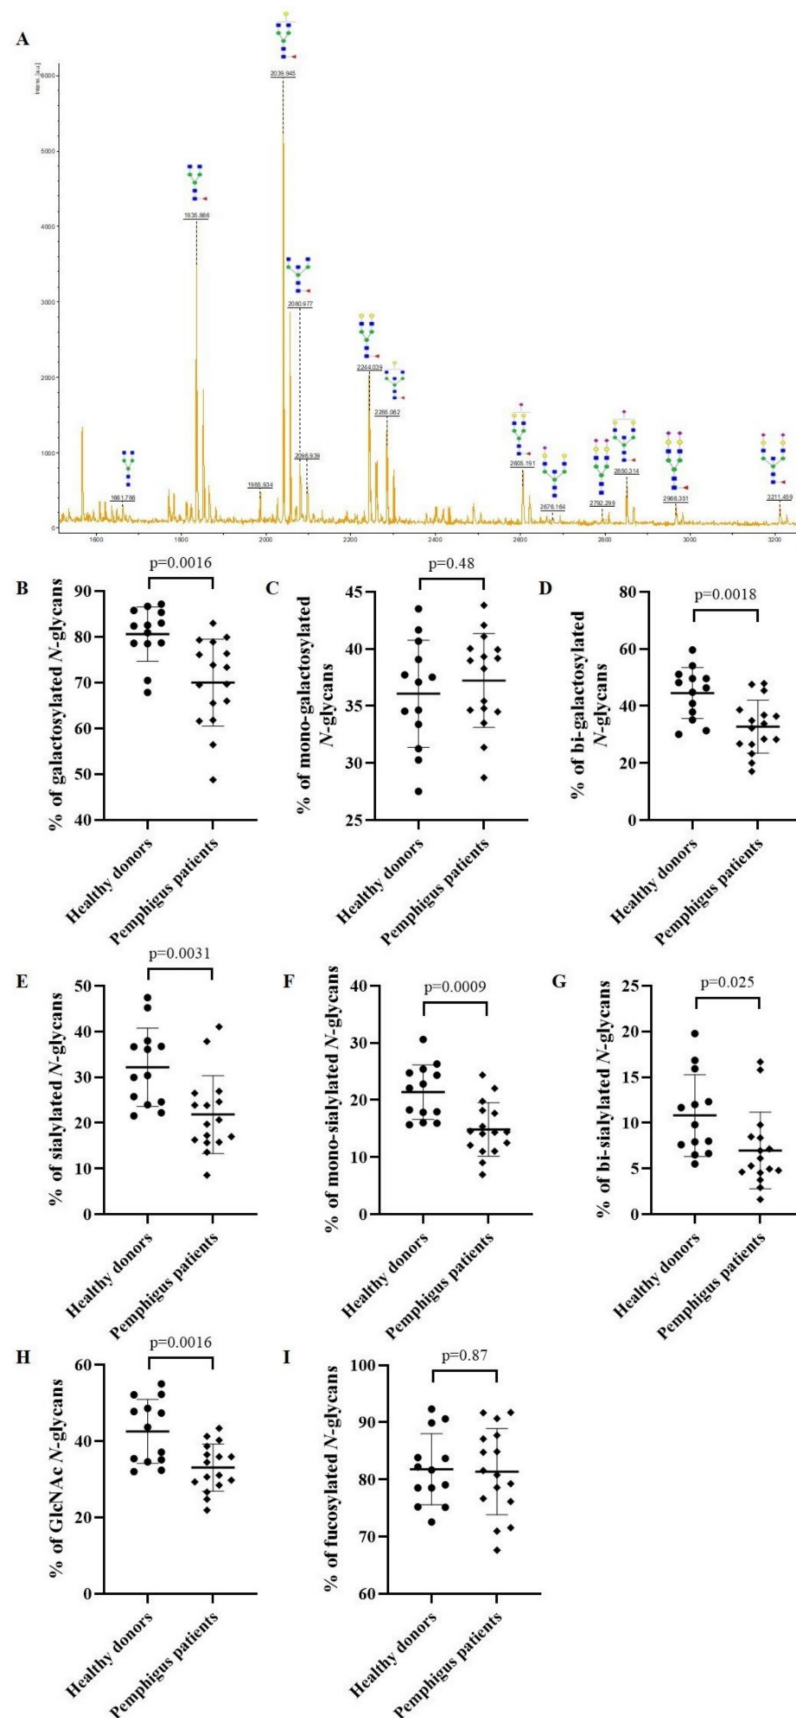 A
Intens. [a.u.]
6000
5000
4000
3000
2000
1000
0
2039.945
1835.866
2080.977
2244.039
2285.062
1661.786
1985.934
2098.939
2605.191
2676.164
2792.299
2850.314
2966.351
3211.459
1600 1800 2000 2200 2400 2600 2800 3000 3200
B
p=0.0016
% of galactosylated N-glycans
90
80
70
60
50
40
Healthy donors
Pemphigus patients
C
p=0.48
% of mono-galactosylated
N-glycans
45
40
35
30
25
Healthy donors
Pemphigus patients
D
p=0.0018
% of bi-galactosylated
N-glycans
80
60
40
20
0
Healthy donors
Pemphigus patients
E
p=0.0031
% of sialylated N-glycans
50
40
30
20
10
0
Healthy donors
Pemphigus patients
F
p=0.0009
% of mono-sialylated N-glycans
40
30
20
10
0
Healthy donors
Pemphigus patients
G
p=0.025
% of bi-sialylated N-glycans
25
20
15
10
5
0
Healthy donors
Pemphigus patients
H
p=0.0016
% of GlcNAc N-glycans
60
40
20
0
Healthy donors
Pemphigus patients
I
p=0.87
% of fucosylated N-glycans
100
90
80
70
60
Healthy donors
Pemphigus patients